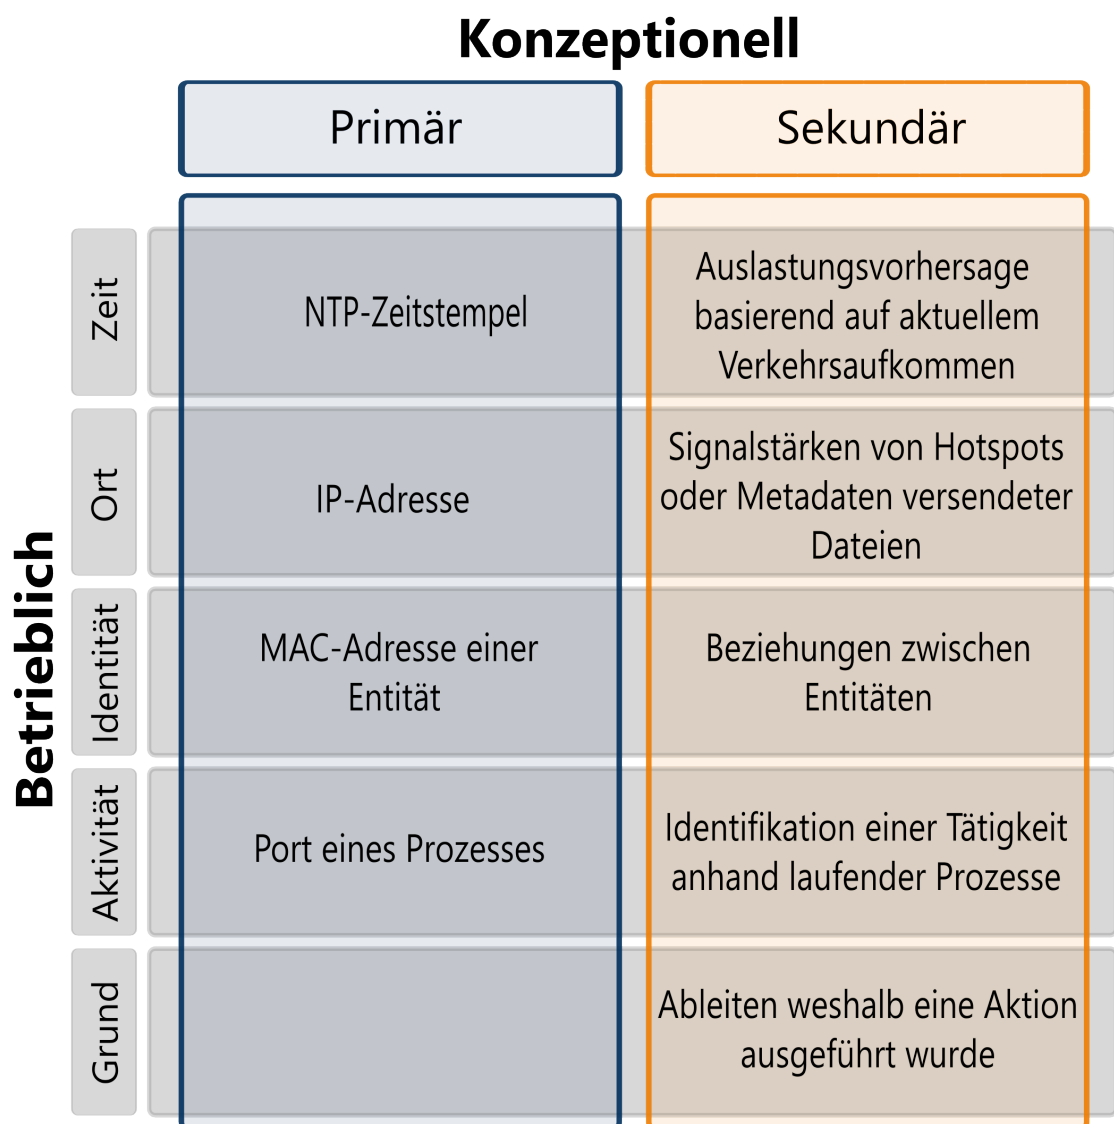 Konzeptionell
Primär
Sekundär
Betrieblich
Zeit
NTP-Zeitstempel
Auslastungsvorhersage
basierend auf aktuellem
Verkehrsaufkommen
Ort
IP-Adresse
Signalstärken von Hotspots
oder Metadaten versendeter
Dateien
Identität
MAC-Adresse einer
Entität
Beziehungen zwischen
Entitäten
Aktivität
Port eines Prozesses
Identifikation einer Tätigkeit
anhand laufender Prozesse
Grund
Ableiten weshalb eine Aktion
ausgeführt wurde